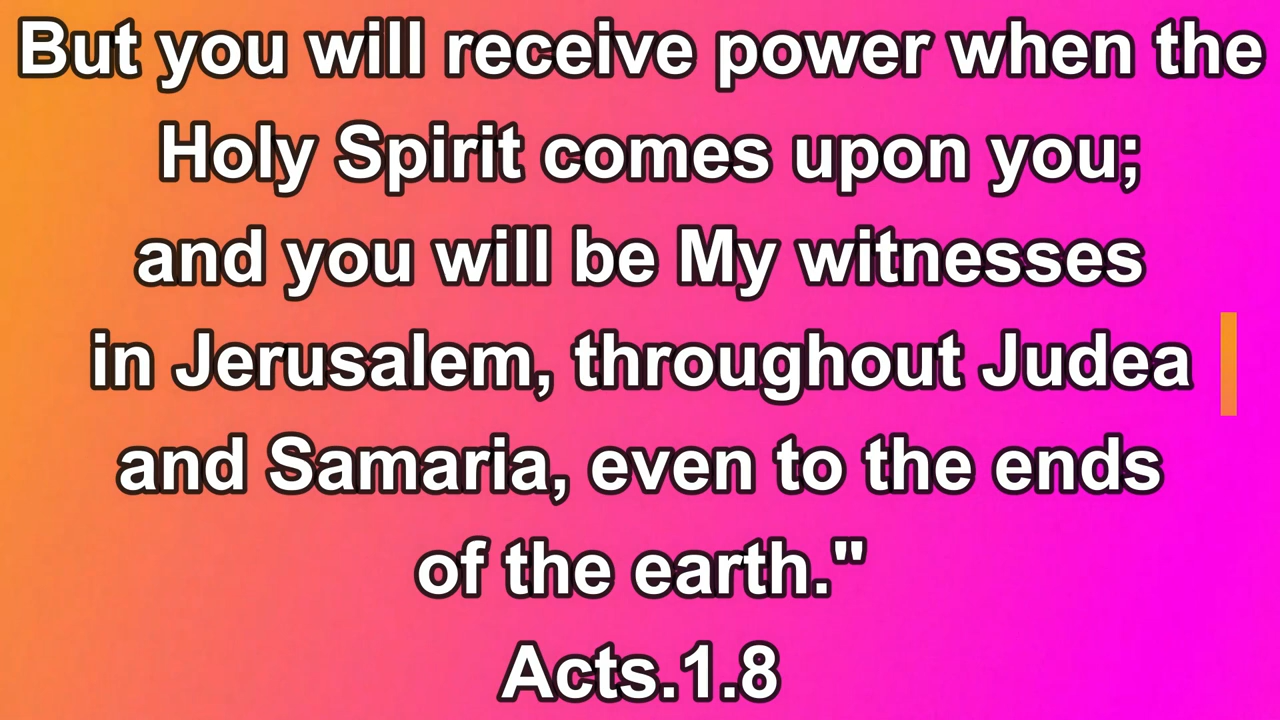 But you will receive power when the
Holy Spirit comes upon you;
and you will be My witnesses
in Jerusalem, throughout Judea
and Samaria, even to the ends
of the earth."
Acts.1.8